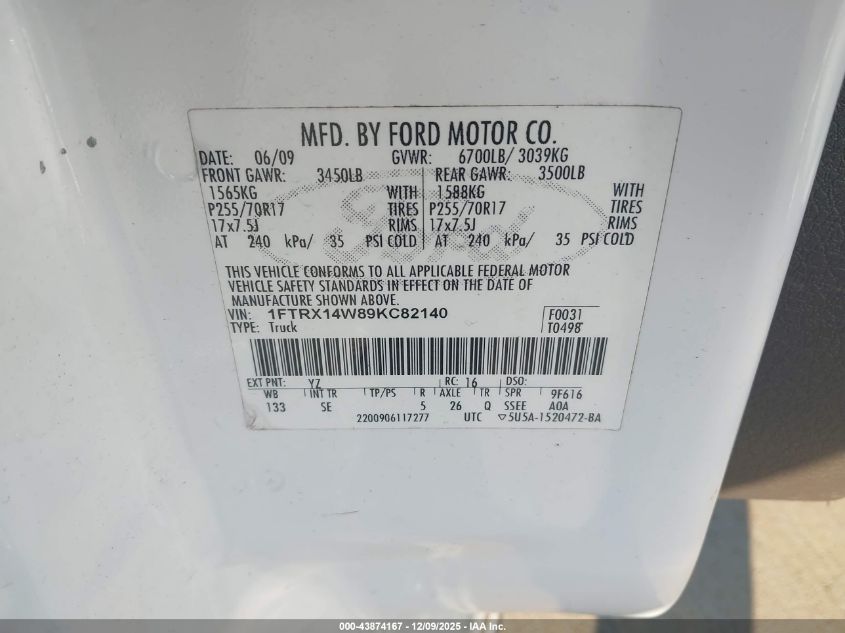 MFD. BY FORD MOTOR CO.
DATE: 06/09 GVWR: 6700LB/ 3039KG
FRONT GAWR: 3450LB REAR GAWR: 3500LB
1565KG WITH 1588KG WITH
P255/70R17 TIRES P255/70R17 TIRES
17x7.5J RIMS 17x7.5J RIMS
AT 240 kPa/ 35 PSI COLD AT 240 kPa/ 35 PSI COLD
Ford
THIS VEHICLE CONFORMS TO ALL APPLICABLE FEDERAL MOTOR
VEHICLE SAFETY STANDARDS IN EFFECT ON THE DATE OF
MANUFACTURE SHOWN ABOVE.
VIN: 1FTRX14W89KC82140 F0031
TYPE: Truck T0498
EXT PNT: YZ RC: 16 DSO:
WB INT TR TP/PS R AXLE TR SPR 9F616
133 SE 5 26 Q SSEE A0A
2200906117277 UTC ▽5U5A-1520472-BA
000-43874167 - 12/09/2025 - IAA Inc.